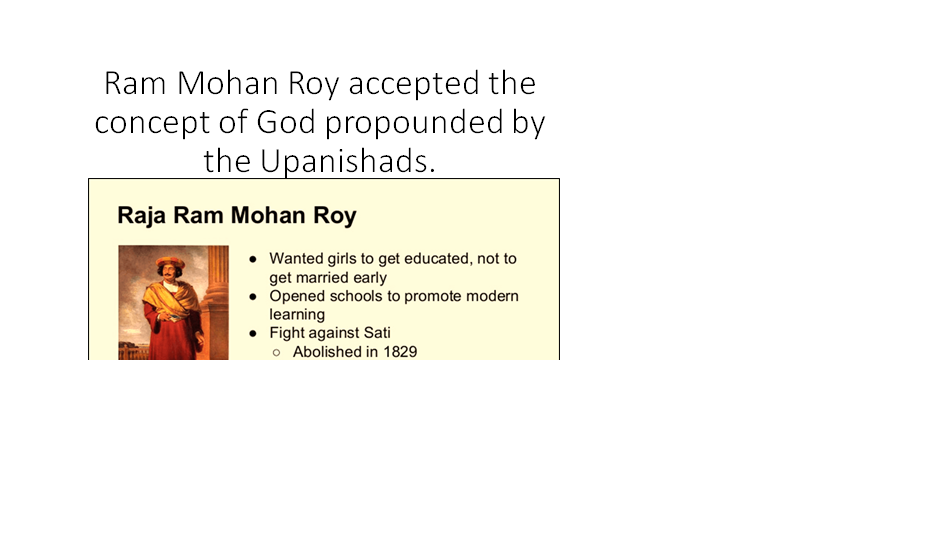 Ram Mohan Roy accepted the
concept of God propounded by
the Upanishads.
Raja Ram Mohan Roy
● Wanted girls to get educated, not to
get married early
● Opened schools to promote modern
learning
● Fight against Sati
○ Abolished in 1829